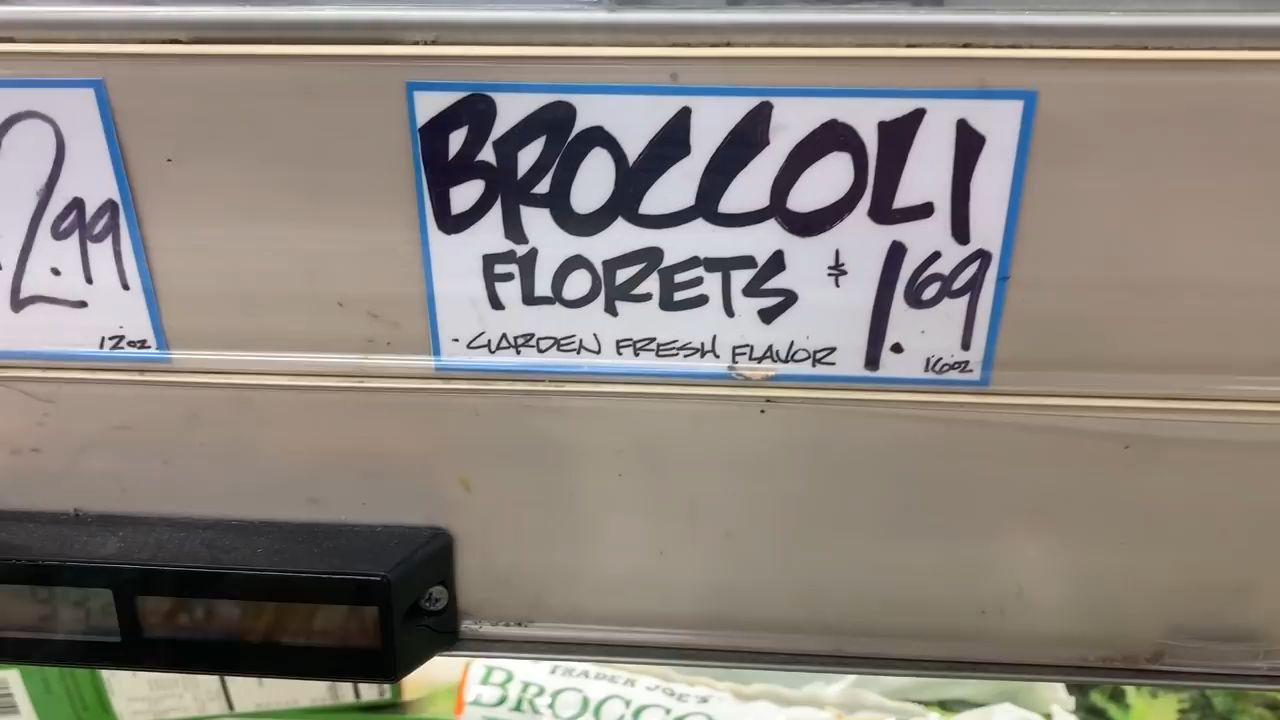 2.99
12oz
BROCCOLI
FLORETS $1.69
·GARDEN FRESH FLAVOR
16oz
TRADER JOE'S
BROCCO